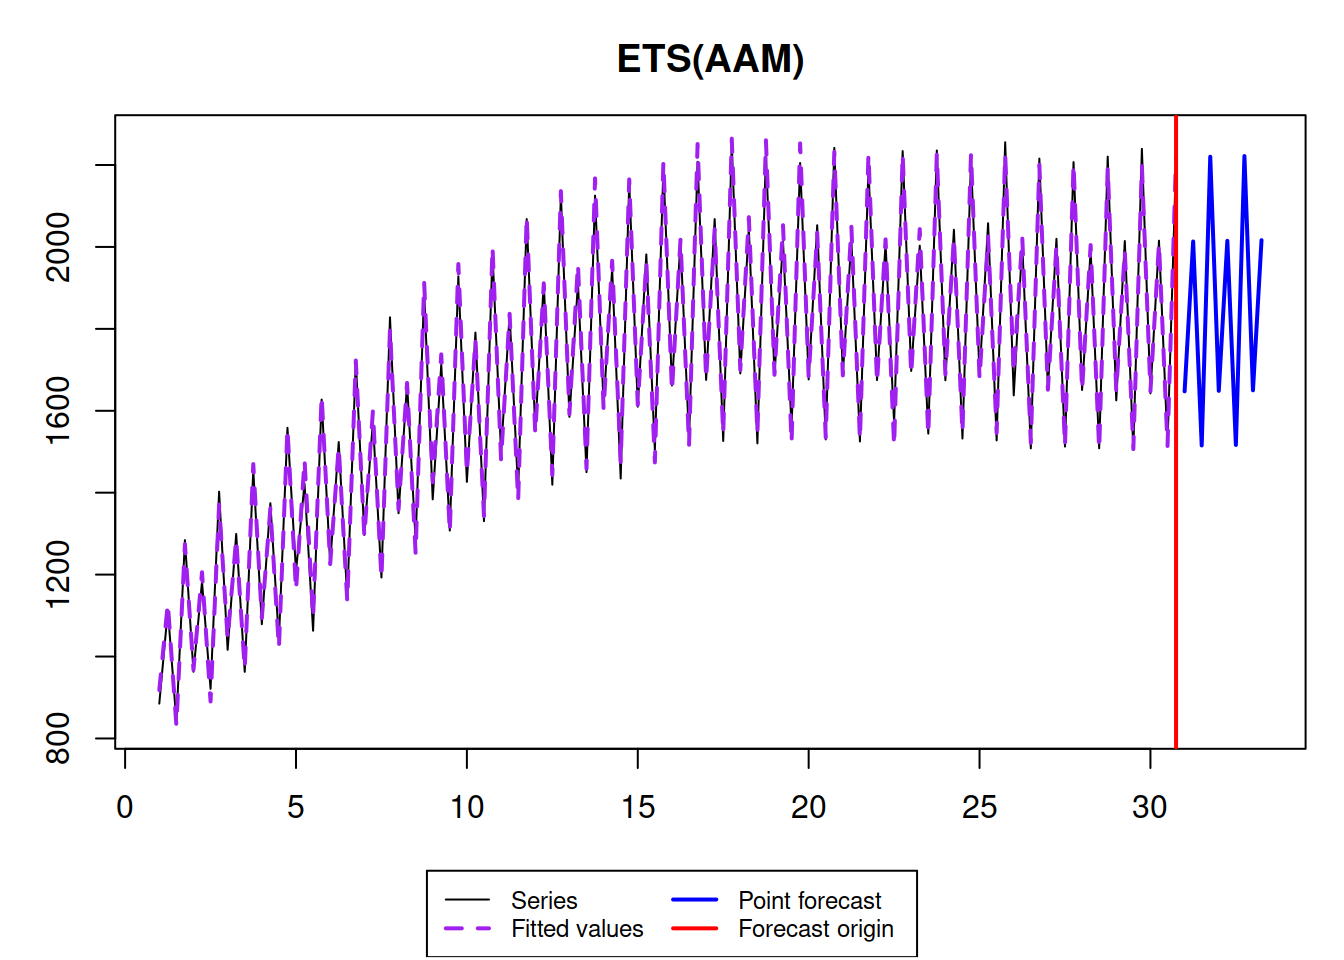 ETS(AAM)
2000
1600
1200
800
0 5 10 15 20 25 30
Series
Fitted values
Point forecast
Forecast origin